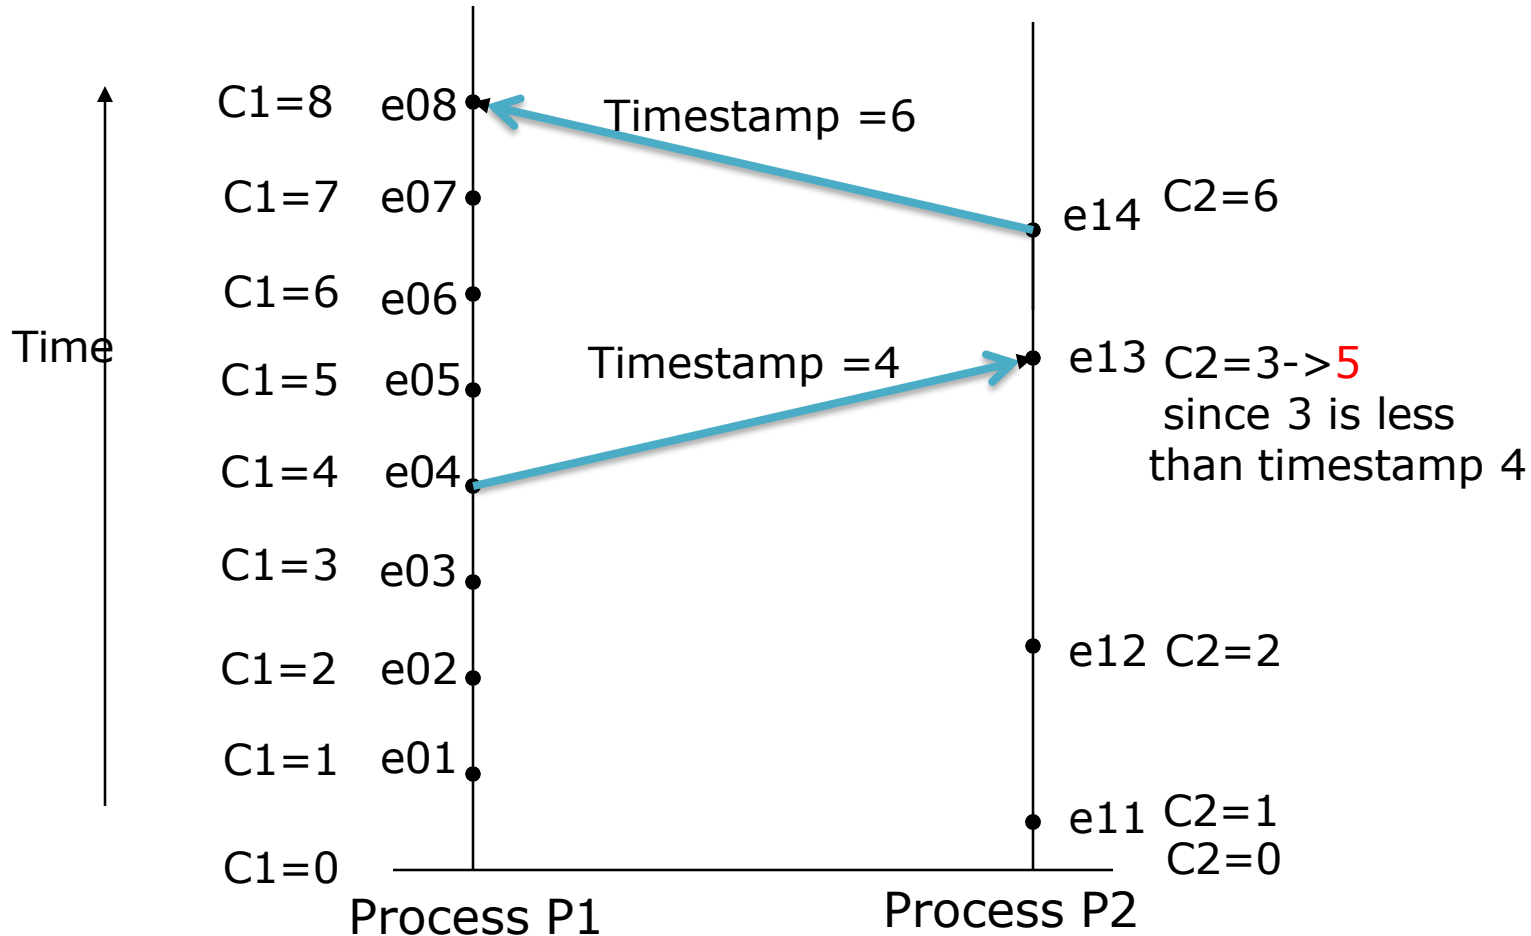 C1=8 e08 Timestamp =6
C1=7 e07 e14 C2=6
C1=6 e06
Time
C1=5 e05 Timestamp =4 e13 C2=3->5
since 3 is less
than timestamp 4
C1=4 e04
C1=3 e03
C1=2 e02 e12 C2=2
C1=1 e01
e11 C2=1
C1=0 C2=0
Process P1 Process P2